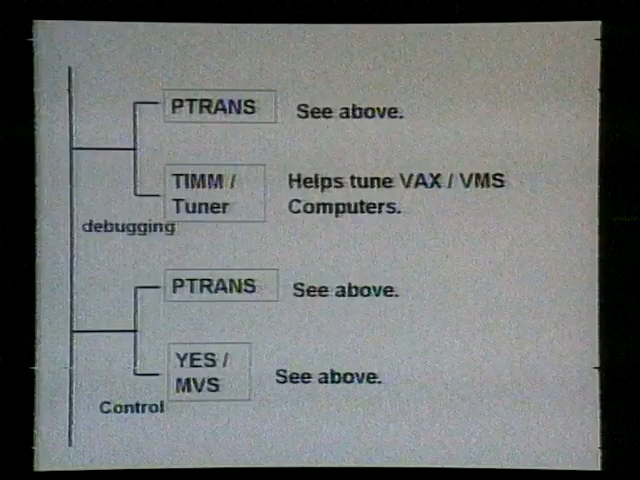 PTRANS See above.
TIMM / Helps tune VAX / VMS
Tuner Computers.
debugging
PTRANS See above.
YES / See above.
MVS
Control